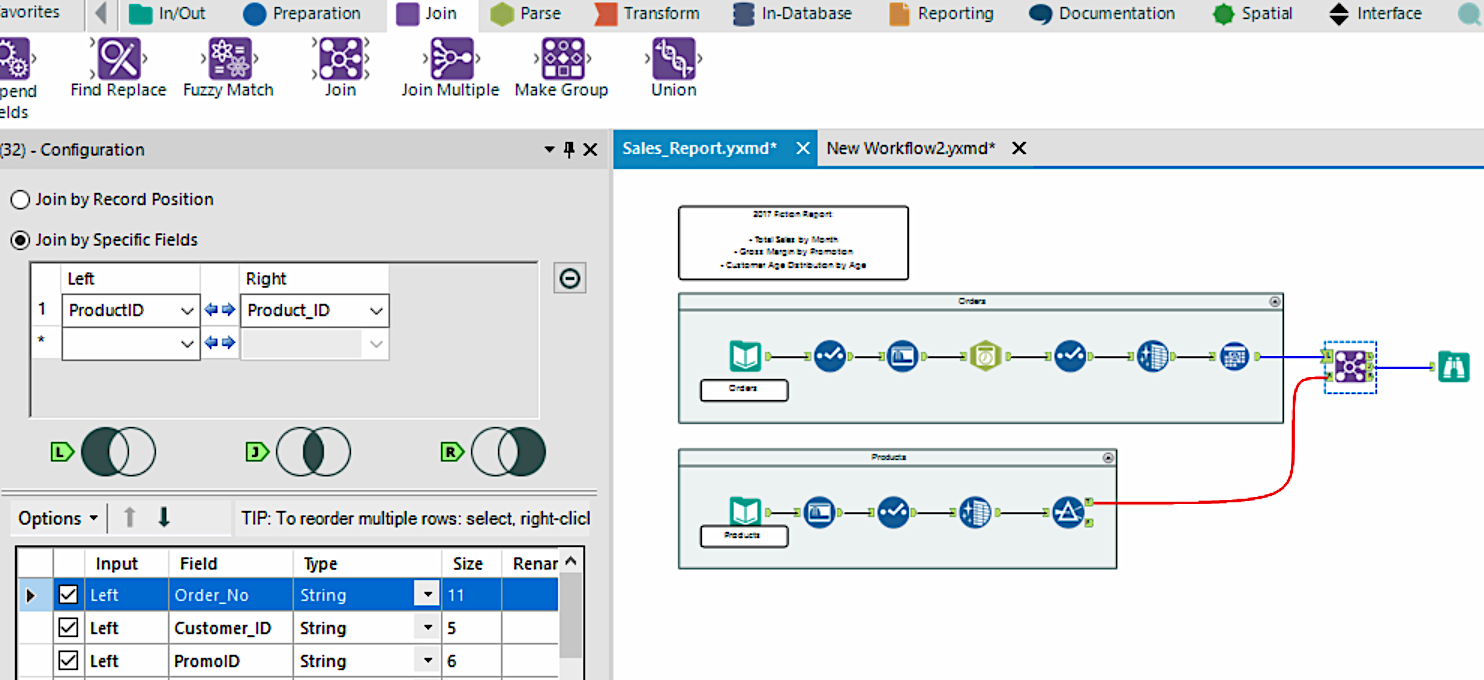 avorites
In/Out
Preparation
Join
Parse
Transform
In-Database
Reporting
Documentation
Spatial
Interface
pend
elds
Find Replace
Fuzzy Match
Join
Join Multiple
Make Group
Union
(32) - Configuration
Sales_Report.yxmd*
New Workflow2.yxmd*
Join by Record Position
Join by Specific Fields
Left
Right
1
ProductID
Product_ID
*
L
J
R
Options
TIP: To reorder multiple rows: select, right-clicl
Input
Field
Type
Size
Renar
Left
Order_No
String
11
Left
Customer_ID
String
5
Left
PromoID
String
6
2017 Fiction Report
- Total Sales by Month
- Gross Margin by Promotion
- Customer Age Distribution by Age
Orders
Orders
Products
Products